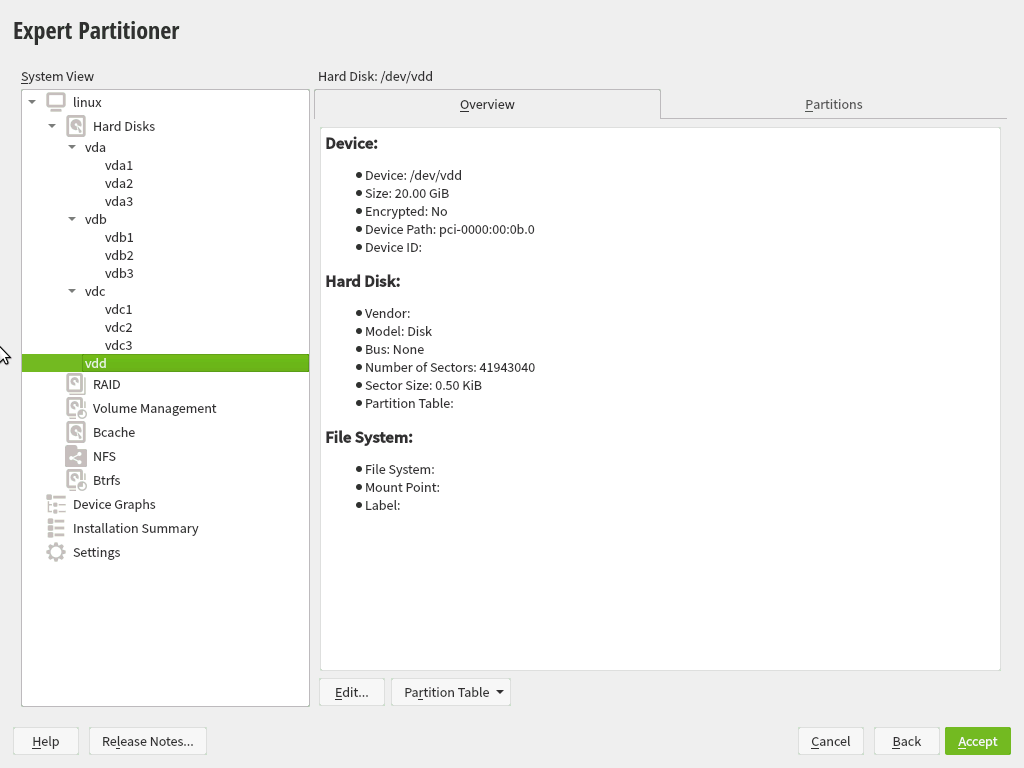 Expert Partitioner
System View
linux
Hard Disks
vda
vda1
vda2
vda3
vdb
vdb1
vdb2
vdb3
vdc
vdc1
vdc2
vdc3
vdd
RAID
Volume Management
Bcache
NFS
Btrfs
Device Graphs
Installation Summary
Settings
Hard Disk: /dev/vdd
Overview Partitions
Device:
Device: /dev/vdd
Size: 20.00 GiB
Encrypted: No
Device Path: pci-0000:00:0b.0
Device ID:
Hard Disk:
Vendor:
Model: Disk
Bus: None
Number of Sectors: 41943040
Sector Size: 0.50 KiB
Partition Table:
File System:
File System:
Mount Point:
Label:
Edit... Partition Table
Help Release Notes... Cancel Back Accept